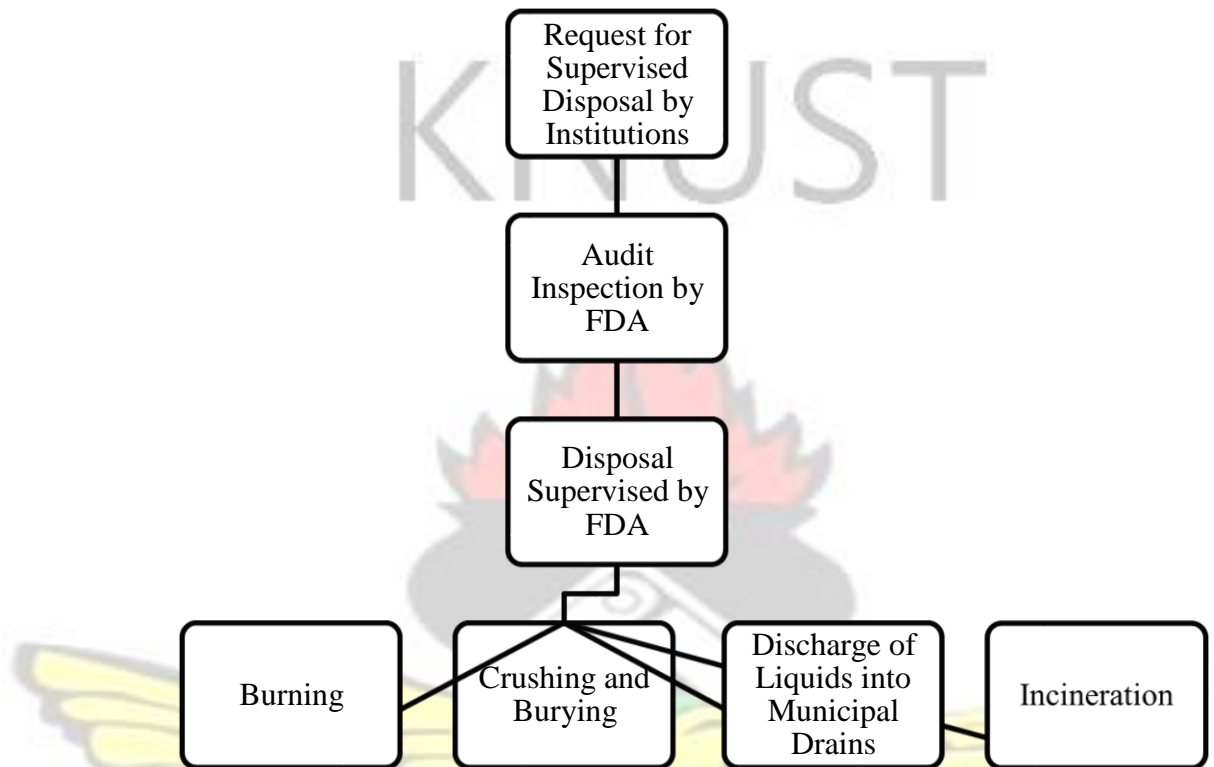 KNUST
Request for
Supervised
Disposal by
Institutions
Audit
Inspection by
FDA
Disposal
Supervised by
FDA
Burning
Crushing and
Burying
Discharge of
Liquids into
Municipal
Drains
Incineration